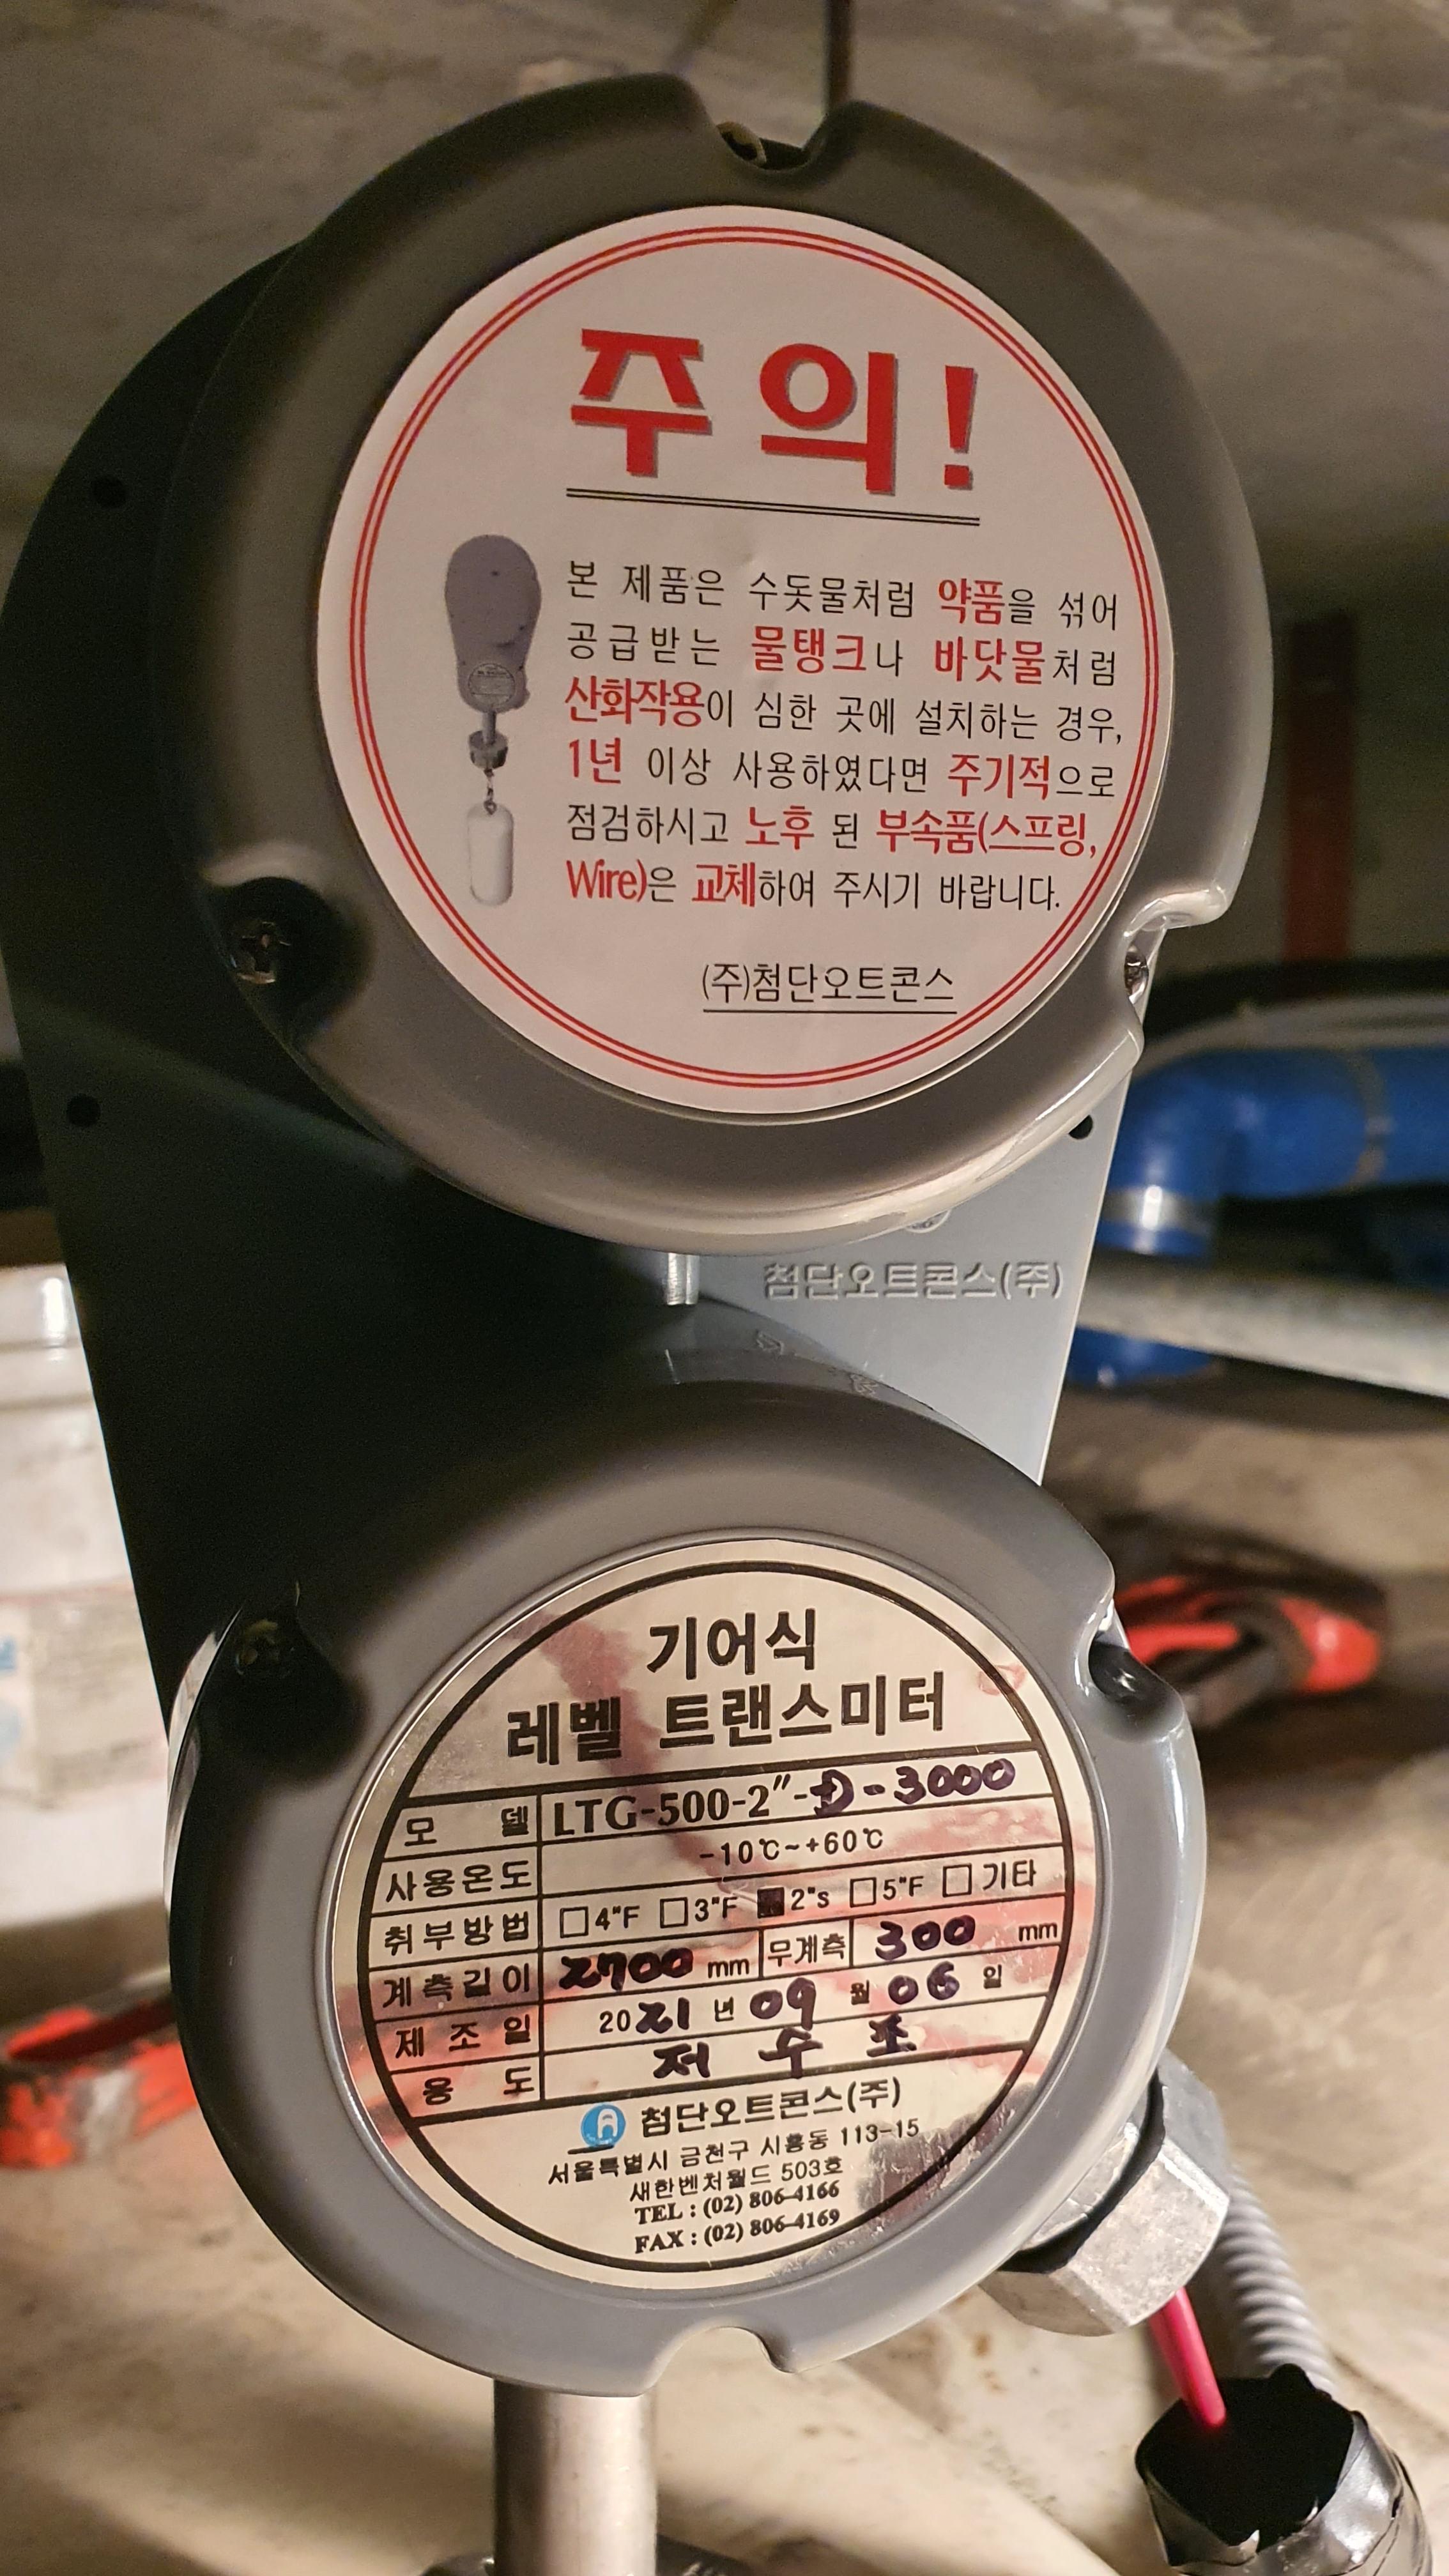 주의!
본 제품은 수돗물처럼 약품을 섞어
공급받는 물탱크나 바닷물처럼
산화작용이 심한 곳에 설치하는 경우,
1년 이상 사용하였다면 주기적으로
점검하시고 노후 된 부속품(스프링,
Wire)은 교체하여 주시기 바랍니다.
(주)첨단오트콘스
첨단오트콘스(주)
기어식
레벨 트랜스미터
모 델 LTG-500-2"-D-3000
사용온도 -10℃~+60℃
취부방법 □4"F □3"F ■2"s □5"F □기타
계측길이 2700 mm 무계측 300 mm
제조일 2021년 09월 06일
용 도 저수조
첨단오트콘스(주)
서울특별시 금천구 시흥동 113-15
새한벤처월드 503호
TEL : (02) 806-4166
FAX : (02) 806-4169